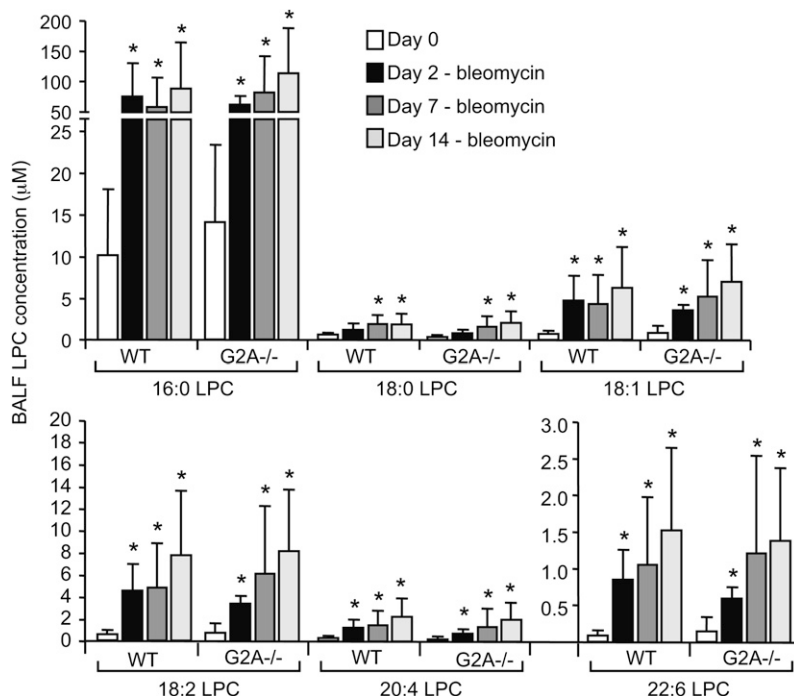 BALF LPC concentration (μM)
200
150
100
50
25
20
15
10
5
0
* * * * * *
* * * *
* * * * * *
Day 0
Day 2 - bleomycin
Day 7 - bleomycin
Day 14 - bleomycin
WT G2A-/- WT G2A-/- WT G2A-/-
16:0 LPC 18:0 LPC 18:1 LPC
20
18
16
14
12
10
8
6
4
2
0
* * * * * *
* * * * * *
3.0
2.5
2.0
1.5
1.0
0.5
* * * * * *
WT G2A-/- WT G2A-/- WT G2A-/-
18:2 LPC 20:4 LPC 22:6 LPC